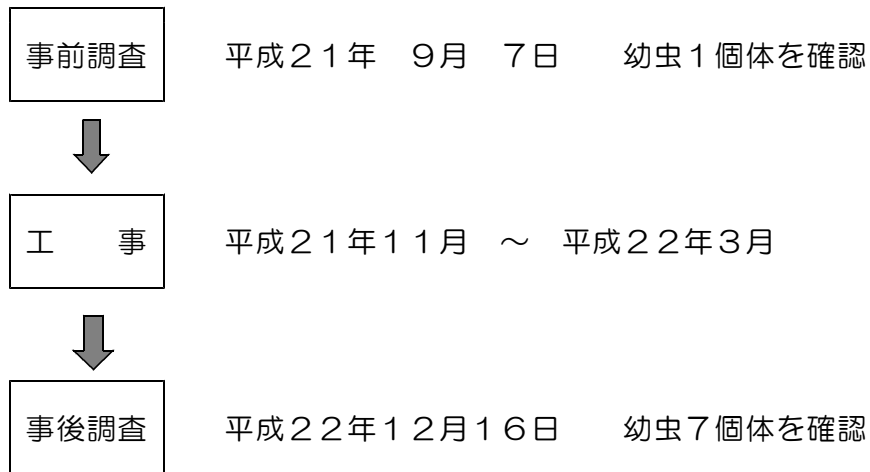 事前調査　　平成２１年　９月　７日　　幼虫１個体を確認
工　　事　　平成２１年１１月　～　平成２２年３月
事後調査　　平成２２年１２月１６日　　幼虫７個体を確認